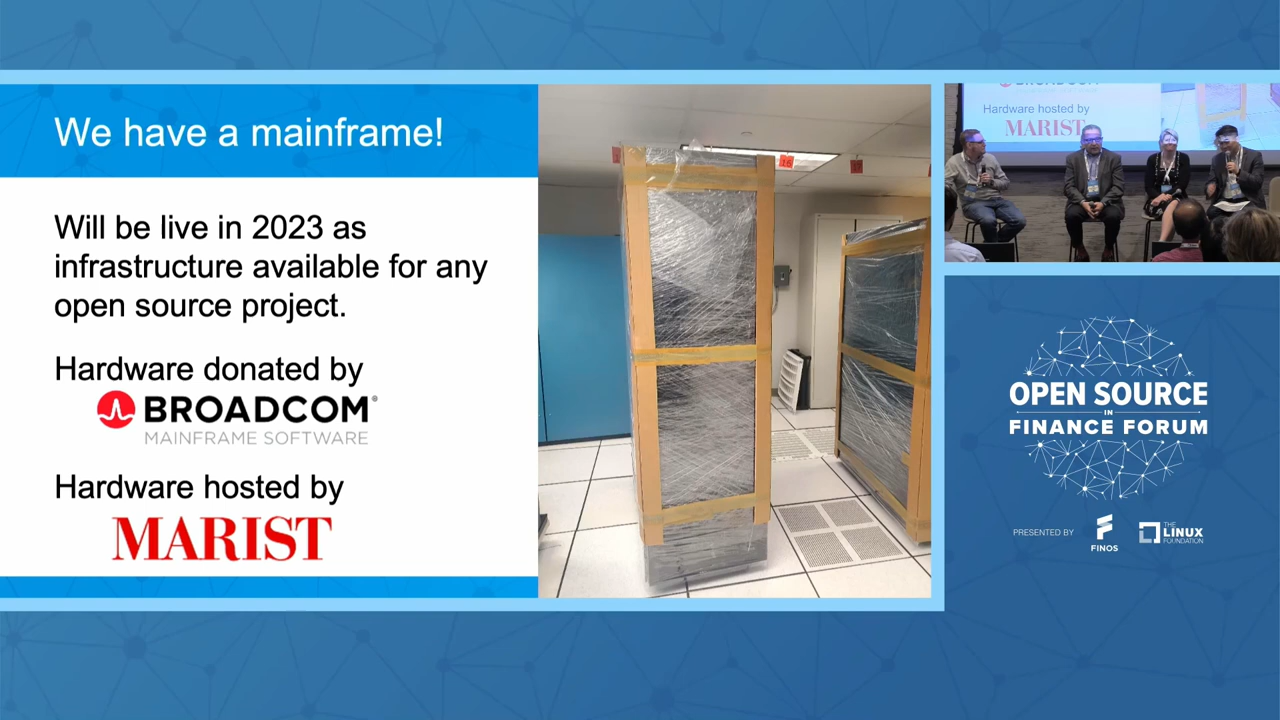 We have a mainframe!
Will be live in 2023 as
infrastructure available for any
open source project.
Hardware donated by
BROADCOM®
MAINFRAME SOFTWARE
Hardware hosted by
MARIST
16
BROADCOM
Hardware hosted by
MARIST
OPEN SOURCE
IN
FINANCE FORUM
PRESENTED BY
FINOS
THE
LINUX
FOUNDATION